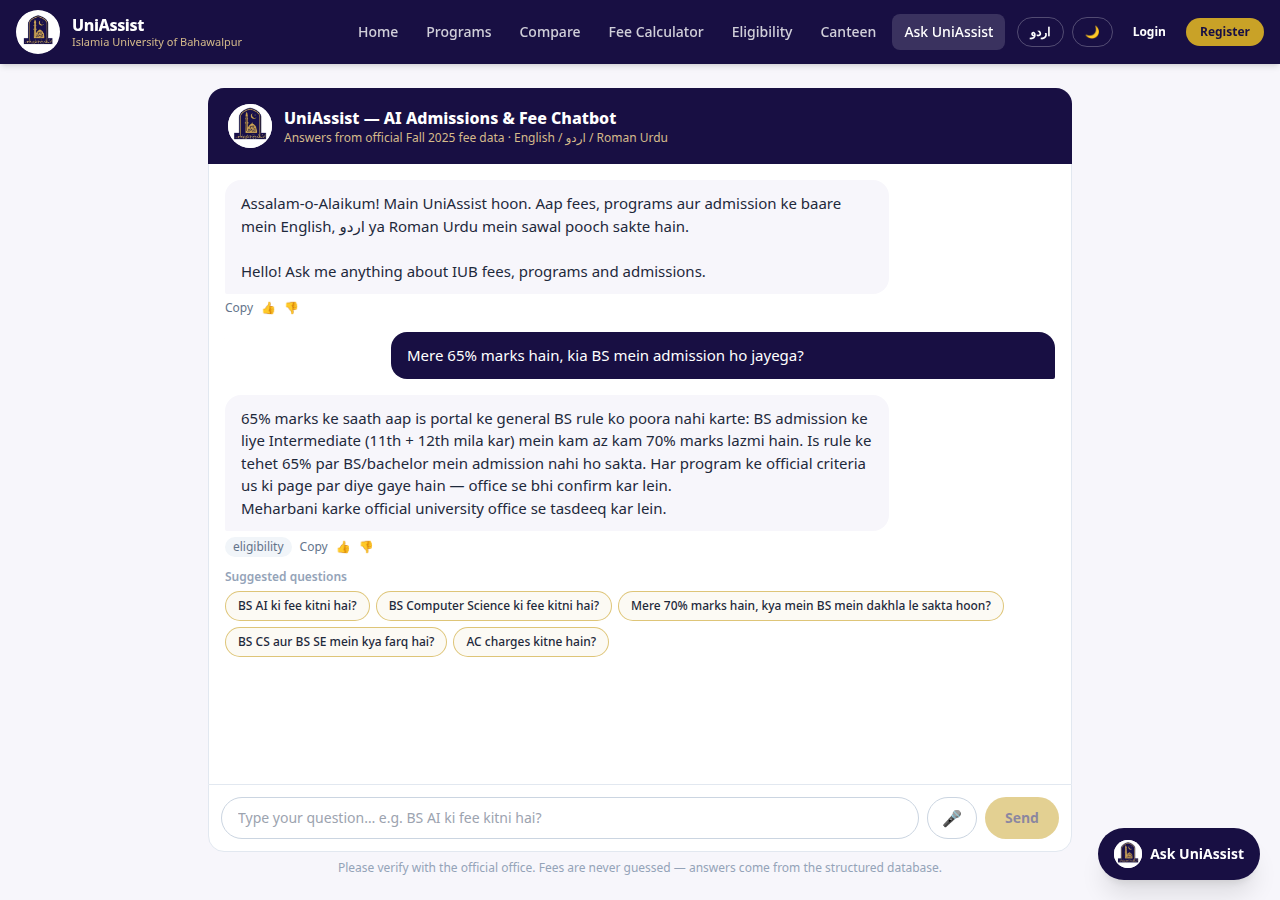 UniAssist
Islamia University of Bahawalpur
Home
Programs
Compare
Fee Calculator
Eligibility
Canteen
Ask UniAssist
اردو
Login
Register
UniAssist — AI Admissions & Fee Chatbot
Answers from official Fall 2025 fee data · English / اردو / Roman Urdu
Assalam-o-Alaikum! Main UniAssist hoon. Aap fees, programs aur admission ke baare
mein English, اردو ya Roman Urdu mein sawal pooch sakte hain.
Hello! Ask me anything about IUB fees, programs and admissions.
Copy 👍 👎
Mere 65% marks hain, kia BS mein admission ho jayega?
65% marks ke saath aap is portal ke general BS rule ko poora nahi karte: BS admission ke
liye Intermediate (11th + 12th mila kar) mein kam az kam 70% marks lazmi hain. Is rule ke
tehet 65% par BS/bachelor mein admission nahi ho sakta. Har program ke official criteria
us ki page par diye gaye hain — office se bhi confirm kar lein.
Meharbani karke official university office se tasdeeq kar lein.
eligibility Copy 👍 👎
Suggested questions
BS AI ki fee kitni hai?
BS Computer Science ki fee kitni hai?
Mere 70% marks hain, kya mein BS mein dakhla le sakta hoon?
BS CS aur BS SE mein kya farq hai?
AC charges kitne hain?
Type your question... e.g. BS AI ki fee kitni hai?
Send
Please verify with the official office. Fees are never guessed — answers come from the structured database.
Ask UniAssist